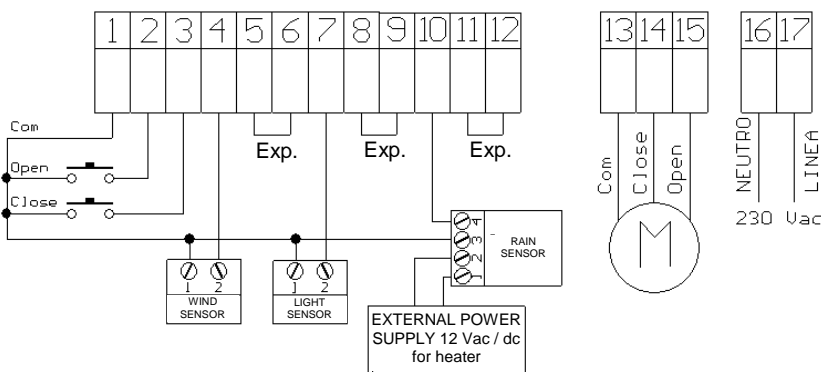 1 2 3 4 5 6 7 8 9 10 11 12
13 14 15
16 17
Com
Open
Close
Exp.
Exp.
Exp.
Com
Close
Open
NEUTRO
LINEA
230 Vac
M
4
3
2
1
RAIN
SENSOR
1 2
WIND
SENSOR
1 2
LIGHT
SENSOR
EXTERNAL POWER
SUPPLY 12 Vac / dc
for heater